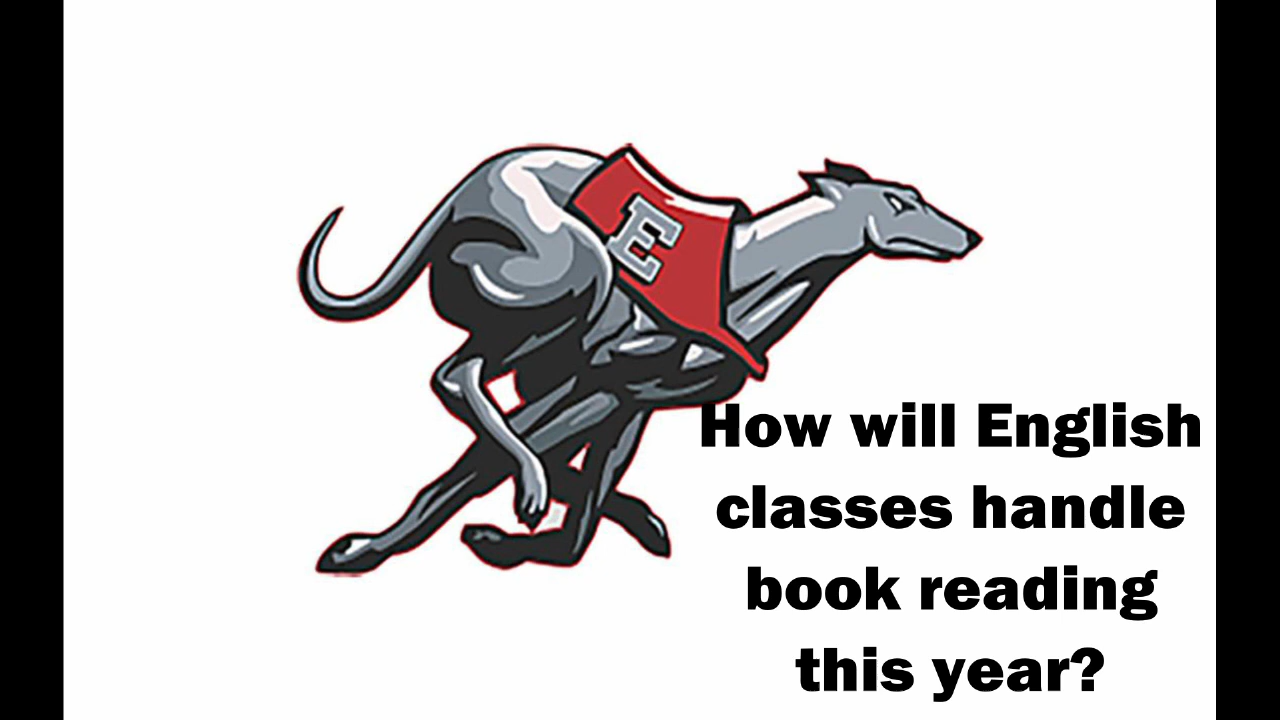 E
How will English
classes handle
book reading
this year?